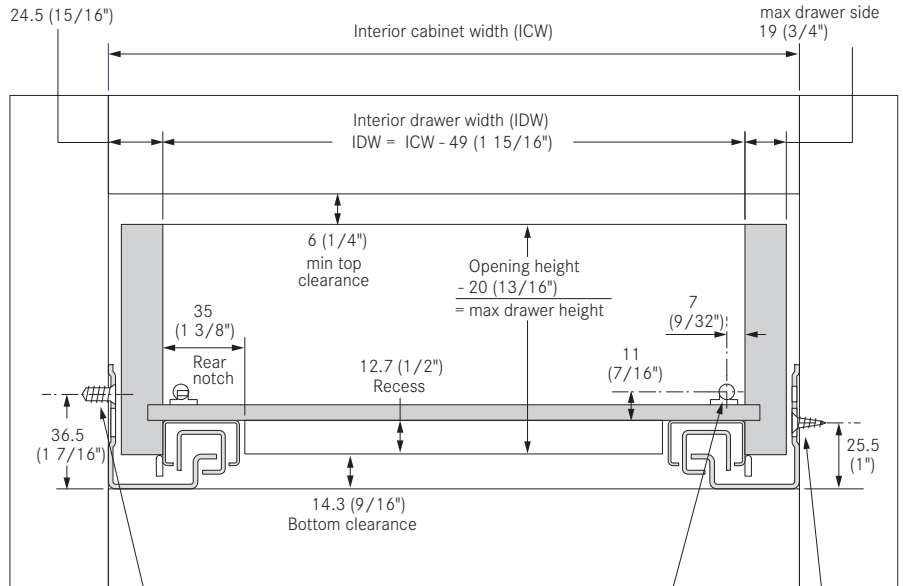 24.5 (15/16")
Interior cabinet width (ICW)
max drawer side
19 (3/4")
Interior drawer width (IDW)
IDW = ICW - 49 (1 15/16")
6 (1/4")
min top
clearance
Opening height
- 20 (13/16")
= max drawer height
35
(1 3/8")
Rear
notch
12.7 (1/2")
Recess
7
(9/32")
11
(7/16")
36.5
(1 7/16")
25.5
(1")
14.3 (9/16")
Bottom clearance